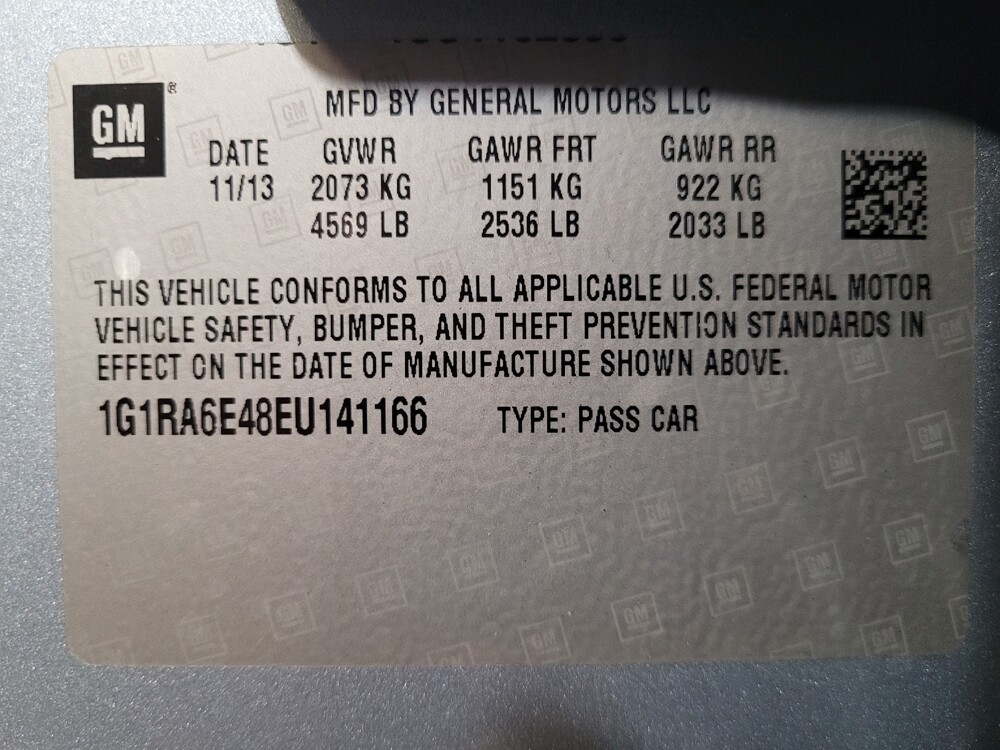 GM ®
MFD BY GENERAL MOTORS LLC
DATE GVWR GAWR FRT GAWR RR
11/13 2073 KG 1151 KG 922 KG
4569 LB 2536 LB 2033 LB
THIS VEHICLE CONFORMS TO ALL APPLICABLE U.S. FEDERAL MOTOR
VEHICLE SAFETY, BUMPER, AND THEFT PREVENTION STANDARDS IN
EFFECT ON THE DATE OF MANUFACTURE SHOWN ABOVE.
1G1RA6E48EU141166 TYPE: PASS CAR